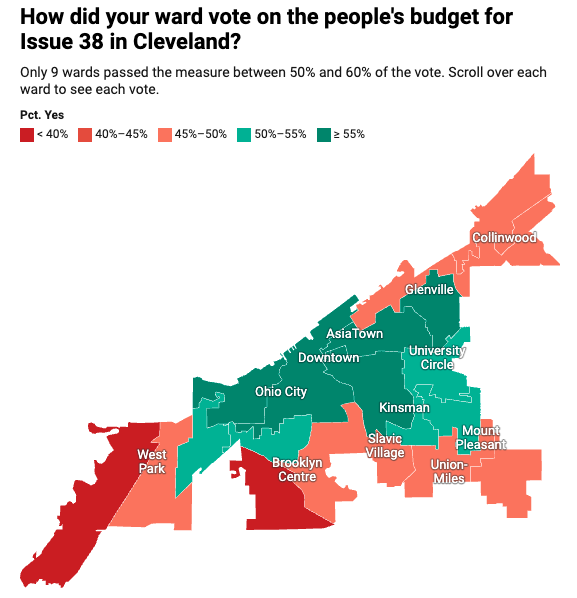 How did your ward vote on the people's budget for
Issue 38 in Cleveland?
Only 9 wards passed the measure between 50% and 60% of the vote. Scroll over each
ward to see each vote.
Pct. Yes
< 40%
40%–45%
45%–50%
50%–55%
≥ 55%
Collinwood
Glenville
AsiaTown
Downtown
University
Circle
Ohio City
Kinsman
Mount
Pleasant
Slavic
Village
West
Park
Brooklyn
Centre
Union-
Miles